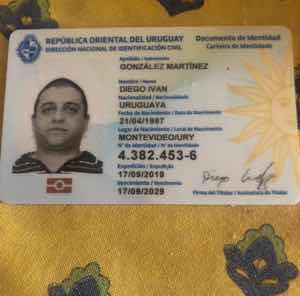 REPÚBLICA ORIENTAL DEL URUGUAY
DIRECCIÓN NACIONAL DE IDENTIFICACIÓN CIVIL
Documento de Identidad
Carteira de Identidade
Apellido / Sobrenome
GONZÁLEZ MARTÍNEZ
Nombre / Nome
DIEGO IVAN
Nacionalidad / Nacionalidade
URUGUAYA
Fecha de Nacimiento / Data de Nascimento
21/04/1987
Lugar de Nacimiento / Local de Nascimento
MONTEVIDEO/URY
N° de Identidad / N° de Identidade
4.382.453-6
Expedición / Expedição
17/09/2019
Vencimiento / Vencimento
17/09/2029
Firma del Titular / Assinatura do Titular
Diego